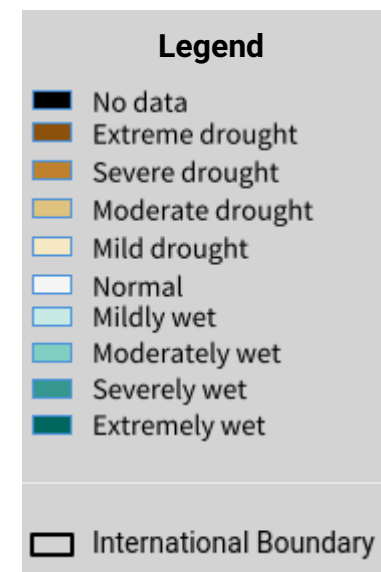 Legend
No data
Extreme drought
Severe drought
Moderate drought
Mild drought
Normal
Mildly wet
Moderately wet
Severely wet
Extremely wet
International Boundary